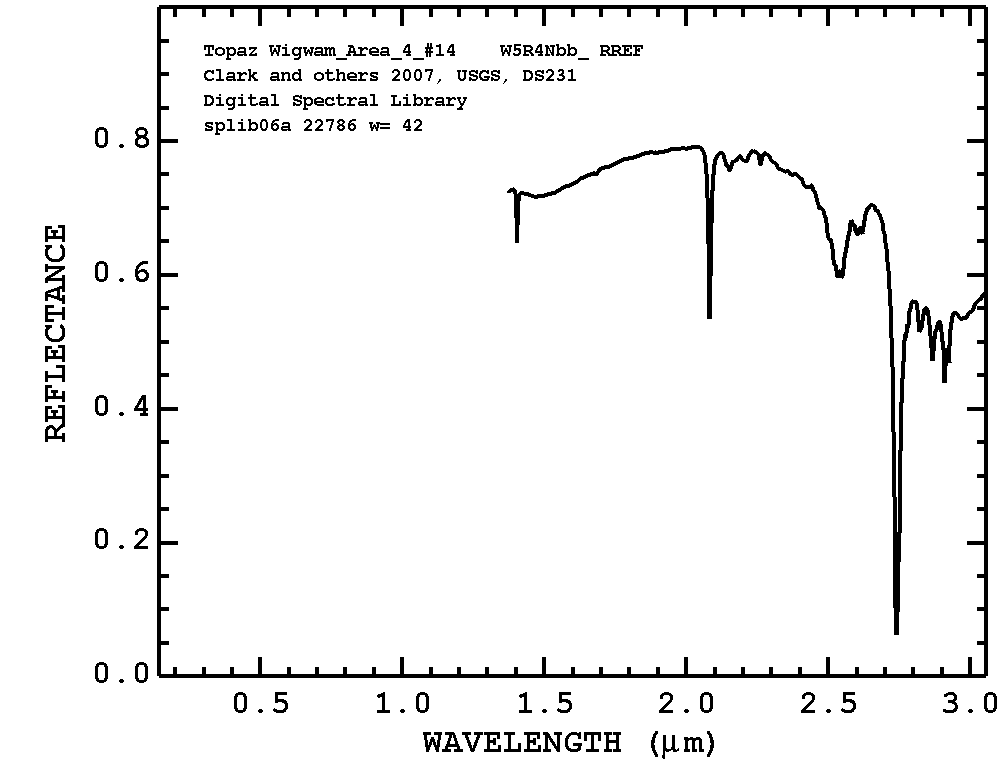 Topaz Wigwam_Area_4_#14    W5R4Nbb_ RREF
Clark and others 2007, USGS, DS231
Digital Spectral Library
splib06a 22786 w= 42
0.8
0.6
0.4
0.2
0.0
REFLECTANCE
0.5 1.0 1.5 2.0 2.5 3.0
WAVELENGTH (μm)